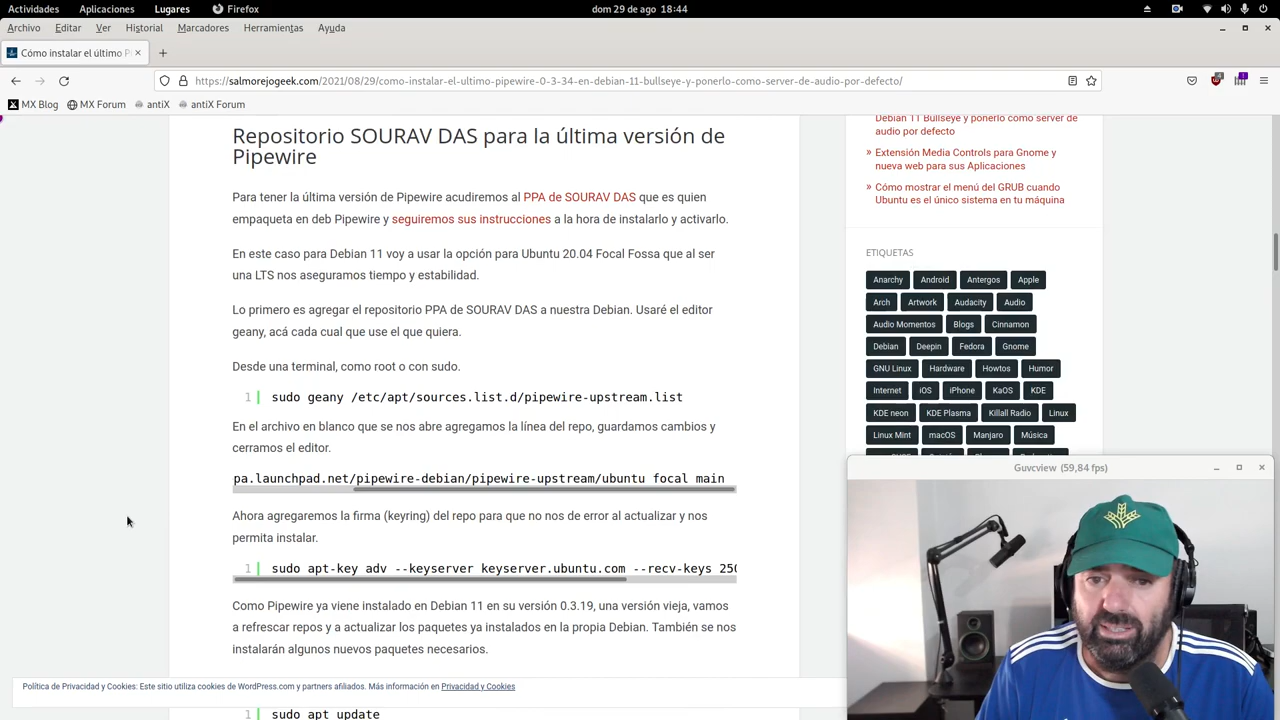 Actividades Aplicaciones Lugares Firefox dom 29 de ago 18:44
Archivo Editar Ver Historial Marcadores Herramientas Ayuda
Cómo instalar el último P
https://salmorejogeek.com/2021/08/29/como-instalar-el-ultimo-pipewire-0-3-34-en-debian-11-bullseye-y-ponerlo-como-server-de-audio-por-defecto/
MX Blog MX Forum antiX antiX Forum
Repositorio SOURAV DAS para la última versión de
Pipewire
Para tener la última versión de Pipewire acudiremos al PPA de SOURAV DAS que es quien
empaqueta en deb Pipewire y seguiremos sus instrucciones a la hora de instalarlo y activarlo.
En este caso para Debian 11 voy a usar la opción para Ubuntu 20.04 Focal Fossa que al ser
una LTS nos aseguramos tiempo y estabilidad.
Lo primero es agregar el repositorio PPA de SOURAV DAS a nuestra Debian. Usaré el editor
geany, acá cada cual que use el que quiera.
Desde una terminal, como root o con sudo.
1 sudo geany /etc/apt/sources.list.d/pipewire-upstream.list
En el archivo en blanco que se nos abre agregamos la línea del repo, guardamos cambios y
cerramos el editor.
pa.launchpad.net/pipewire-debian/pipewire-upstream/ubuntu focal main
Ahora agregaremos la firma (keyring) del repo para que no nos de error al actualizar y nos
permita instalar.
1 sudo apt-key adv --keyserver keyserver.ubuntu.com --recv-keys 250
Como Pipewire ya viene instalado en Debian 11 en su versión 0.3.19, una versión vieja, vamos
a refrescar repos y a actualizar los paquetes ya instalados en la propia Debian. También se nos
instalarán algunos nuevos paquetes necesarios.
sudo apt update
Debian 11 Bullseye y ponerlo como server de
audio por defecto
» Extensión Media Controls para Gnome y
nueva web para sus Aplicaciones
» Cómo mostrar el menú del GRUB cuando
Ubuntu es el único sistema en tu máquina
ETIQUETAS
Anarchy Android Antergos Apple
Arch Artwork Audacity Audio
Audio Momentos Blogs Cinnamon
Debian Deepin Fedora Gnome
GNU Linux Hardware Howtos Humor
Internet iOS iPhone KaOS KDE
KDE neon KDE Plasma Killall Radio Linux
Linux Mint macOS Manjaro Música
Guvcview (59,84 fps)
Política de Privacidad y Cookies: Este sitio utiliza cookies de WordPress.com y partners afiliados. Más información en Privacidad y Cookies